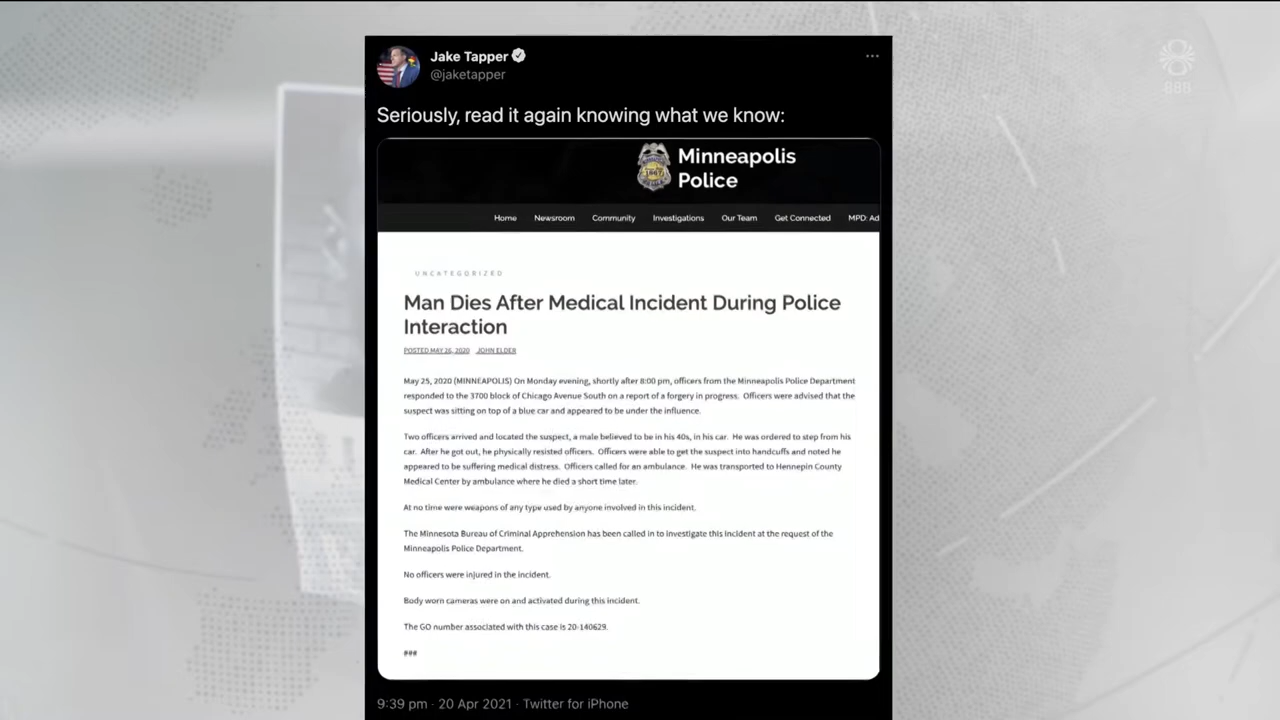 Jake Tapper
@jaketapper
888
Seriously, read it again knowing what we know:
Minneapolis
Police
Home Newsroom Community Investigations Our Team Get Connected MPD: Ad
UNCATEGORIZED
Man Dies After Medical Incident During Police
Interaction
POSTED MAY 26, 2020 JOHN ELDER
May 25, 2020 (MINNEAPOLIS) On Monday evening, shortly after 8:00 pm, officers from the Minneapolis Police Department
responded to the 3700 block of Chicago Avenue South on a report of a forgery in progress. Officers were advised that the
suspect was sitting on top of a blue car and appeared to be under the influence.
Two officers arrived and located the suspect, a male believed to be in his 40s, in his car. He was ordered to step from his
car. After he got out, he physically resisted officers. Officers were able to get the suspect into handcuffs and noted he
appeared to be suffering medical distress. Officers called for an ambulance. He was transported to Hennepin County
Medical Center by ambulance where he died a short time later.
At no time were weapons of any type used by anyone involved in this incident.
The Minnesota Bureau of Criminal Apprehension has been called in to investigate this incident at the request of the
Minneapolis Police Department.
No officers were injured in the incident.
Body worn cameras were on and activated during this incident.
The GO number associated with this case is 20-140629.
###
9:39 pm · 20 Apr 2021 · Twitter for iPhone